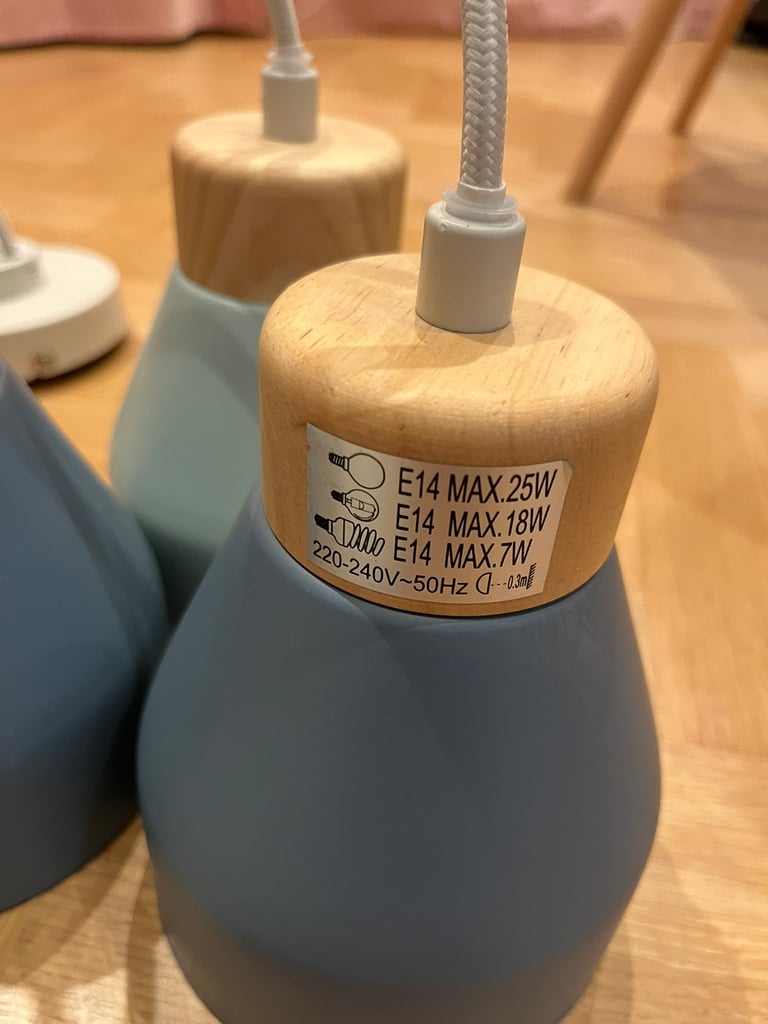 E14 MAX.25W
E14 MAX.18W
E14 MAX.7W
220-240V~50Hz 0.3m